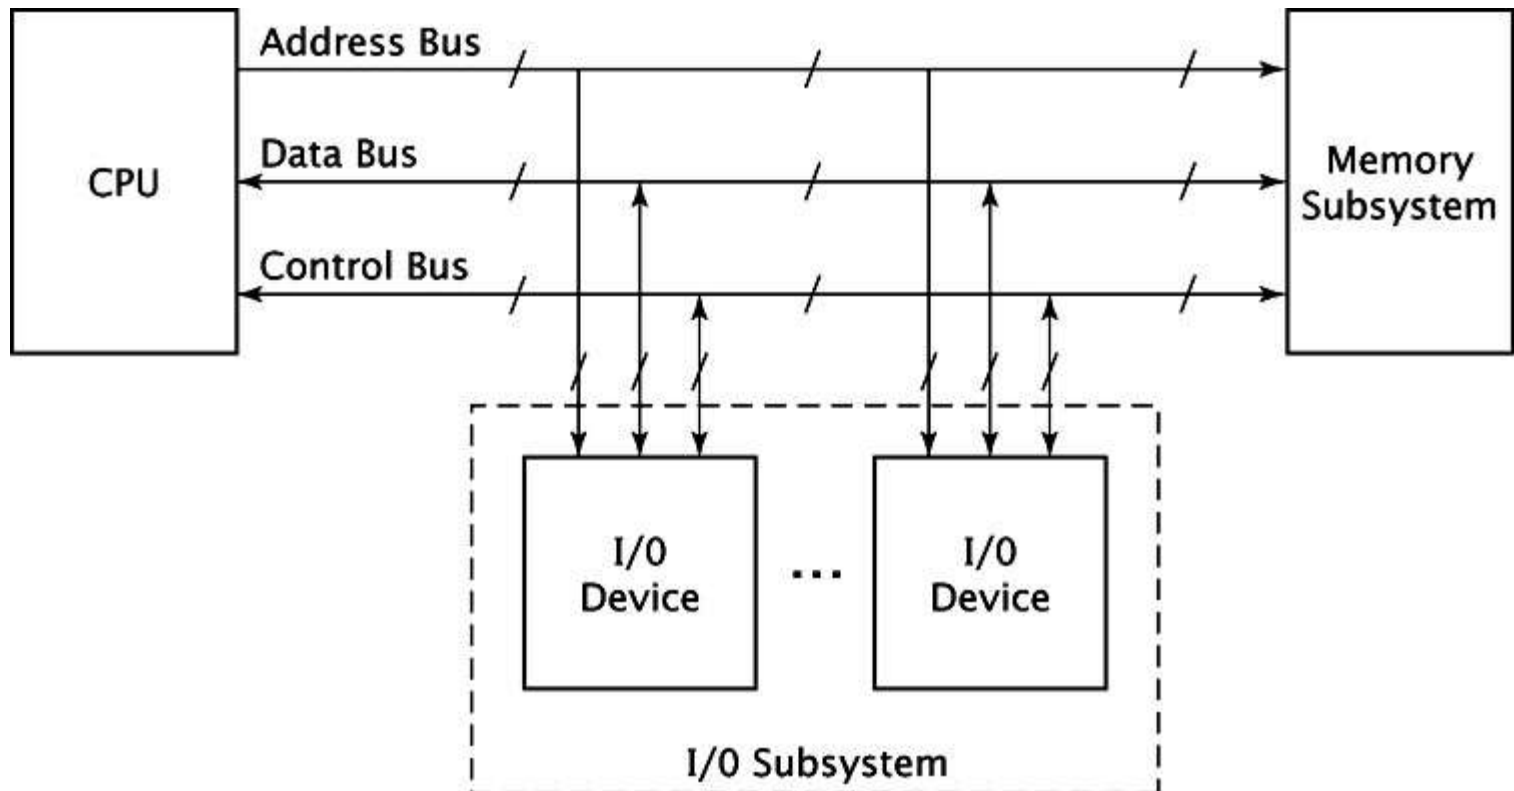 Address Bus
Data Bus
Control Bus
CPU
Memory
Subsystem
I/O
Device
...
I/O
Device
I/O Subsystem